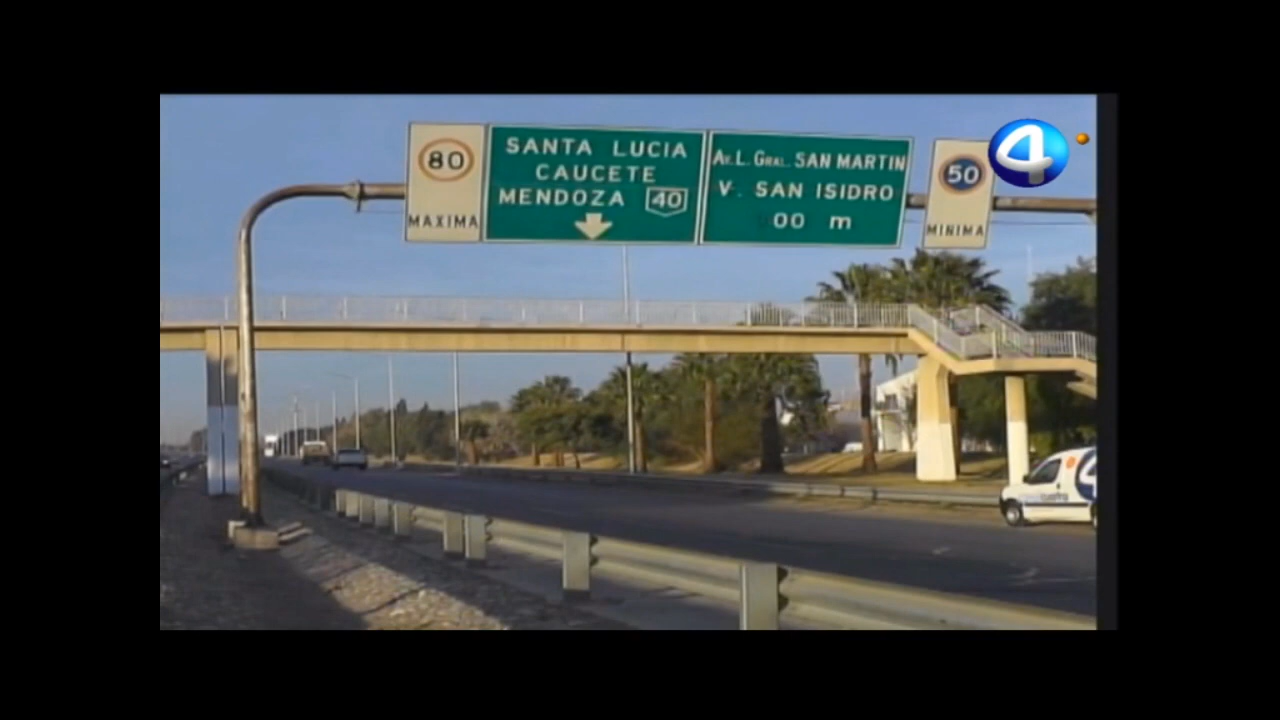 80
MAXIMA
SANTA LUCIA
CAUCETE
MENDOZA 40
Av. L. GRAL. SAN MARTIN
V. SAN ISIDRO
00 m
50
MINIMA
4